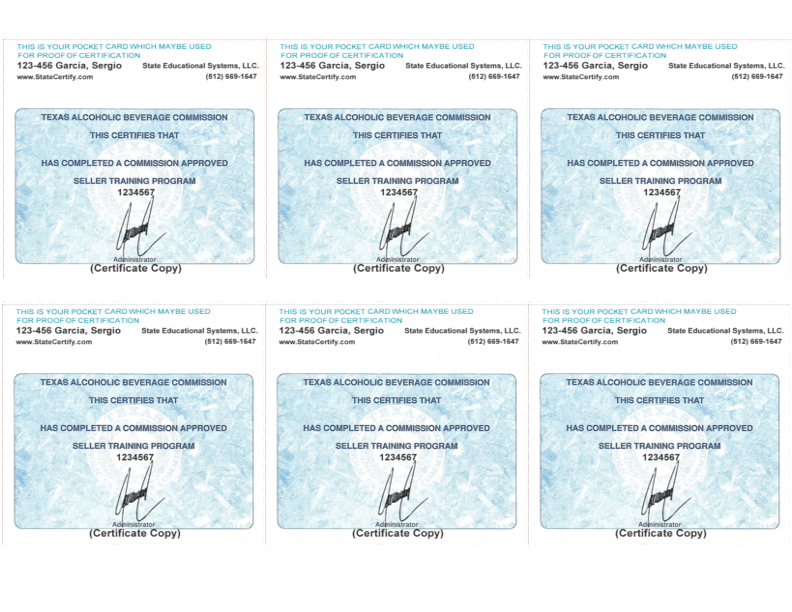 THIS IS YOUR POCKET CARD WHICH MAYBE USED
FOR PROOF OF CERTIFICATION
123-456 Garcia, Sergio State Educational Systems, LLC.
www.StateCertify.com (512) 669-1647
TEXAS ALCOHOLIC BEVERAGE COMMISSION
THIS CERTIFIES THAT
HAS COMPLETED A COMMISSION APPROVED
SELLER TRAINING PROGRAM
1234567
Administrator
(Certificate Copy)
THIS IS YOUR POCKET CARD WHICH MAYBE USED
FOR PROOF OF CERTIFICATION
123-456 Garcia, Sergio State Educational Systems, LLC.
www.StateCertify.com (512) 669-1647
TEXAS ALCOHOLIC BEVERAGE COMMISSION
THIS CERTIFIES THAT
HAS COMPLETED A COMMISSION APPROVED
SELLER TRAINING PROGRAM
1234567
Administrator
(Certificate Copy)
THIS IS YOUR POCKET CARD WHICH MAYBE USED
FOR PROOF OF CERTIFICATION
123-456 Garcia, Sergio State Educational Systems, LLC.
www.StateCertify.com (512) 669-1647
TEXAS ALCOHOLIC BEVERAGE COMMISSION
THIS CERTIFIES THAT
HAS COMPLETED A COMMISSION APPROVED
SELLER TRAINING PROGRAM
1234567
Administrator
(Certificate Copy)
THIS IS YOUR POCKET CARD WHICH MAYBE USED
FOR PROOF OF CERTIFICATION
123-456 Garcia, Sergio State Educational Systems, LLC.
www.StateCertify.com (512) 669-1647
TEXAS ALCOHOLIC BEVERAGE COMMISSION
THIS CERTIFIES THAT
HAS COMPLETED A COMMISSION APPROVED
SELLER TRAINING PROGRAM
1234567
Administrator
(Certificate Copy)
THIS IS YOUR POCKET CARD WHICH MAYBE USED
FOR PROOF OF CERTIFICATION
123-456 Garcia, Sergio State Educational Systems, LLC.
www.StateCertify.com (512) 669-1647
TEXAS ALCOHOLIC BEVERAGE COMMISSION
THIS CERTIFIES THAT
HAS COMPLETED A COMMISSION APPROVED
SELLER TRAINING PROGRAM
1234567
Administrator
(Certificate Copy)
THIS IS YOUR POCKET CARD WHICH MAYBE USED
FOR PROOF OF CERTIFICATION
123-456 Garcia, Sergio State Educational Systems, LLC.
www.StateCertify.com (512) 669-1647
TEXAS ALCOHOLIC BEVERAGE COMMISSION
THIS CERTIFIES THAT
HAS COMPLETED A COMMISSION APPROVED
SELLER TRAINING PROGRAM
1234567
Administrator
(Certificate Copy)